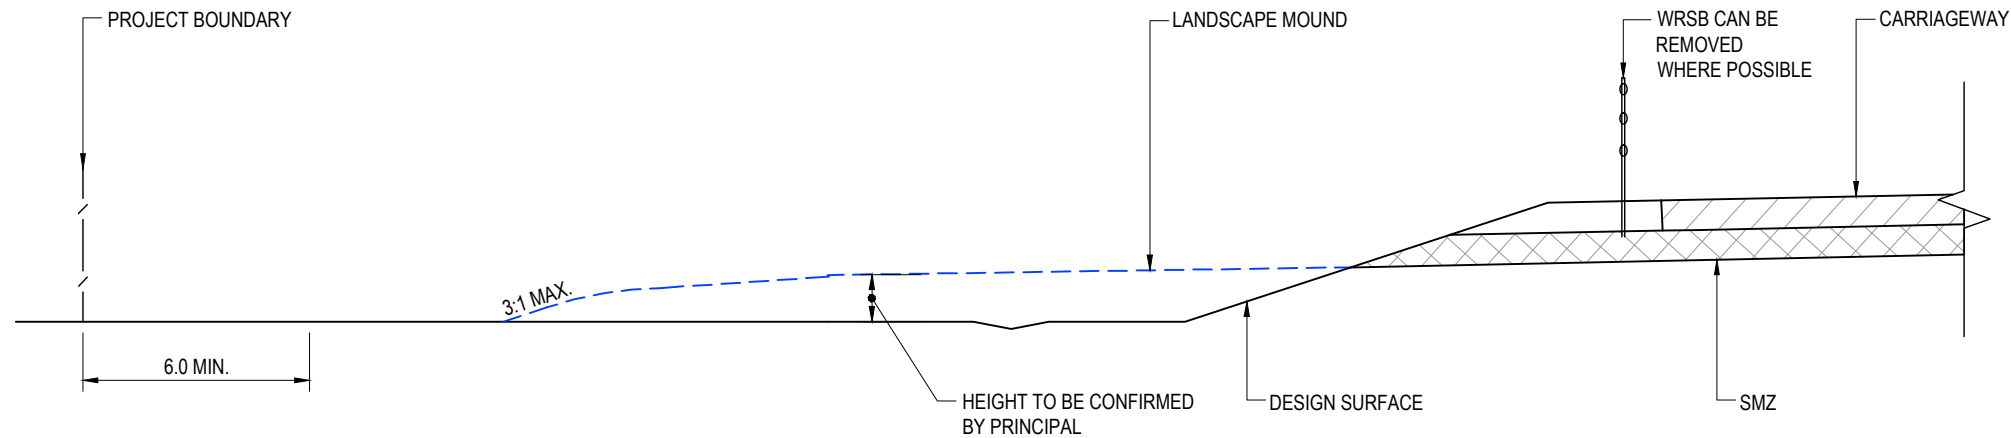 PROJECT BOUNDARY
LANDSCAPE MOUND
WRSB CAN BE
REMOVED
WHERE POSSIBLE
CARRIAGEWAY
3:1 MAX.
6.0 MIN.
HEIGHT TO BE CONFIRMED
BY PRINCIPAL
DESIGN SURFACE
SMZ